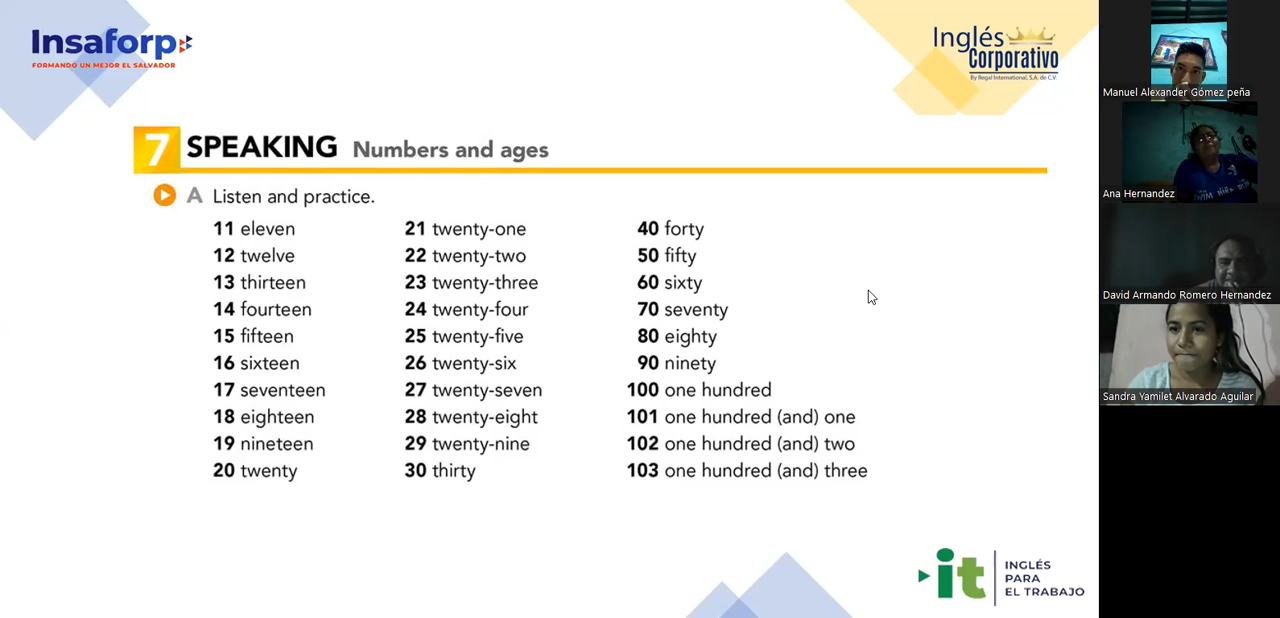 Insaforp
FORMANDO UN MEJOR EL SALVADOR
Inglés
Corporativo
By Regal International, S.A. de C.V.
7 SPEAKING Numbers and ages
A Listen and practice.
11 eleven
12 twelve
13 thirteen
14 fourteen
15 fifteen
16 sixteen
17 seventeen
18 eighteen
19 nineteen
20 twenty
21 twenty-one
22 twenty-two
23 twenty-three
24 twenty-four
25 twenty-five
26 twenty-six
27 twenty-seven
28 twenty-eight
29 twenty-nine
30 thirty
40 forty
50 fifty
60 sixty
70 seventy
80 eighty
90 ninety
100 one hundred
101 one hundred (and) one
102 one hundred (and) two
103 one hundred (and) three
it
INGLÉS
PARA
EL TRABAJO
Manuel Alexander Gómez peña
Ana Hernandez
David Armando Romero Hernandez
Sandra Yamilet Alvarado Aguilar